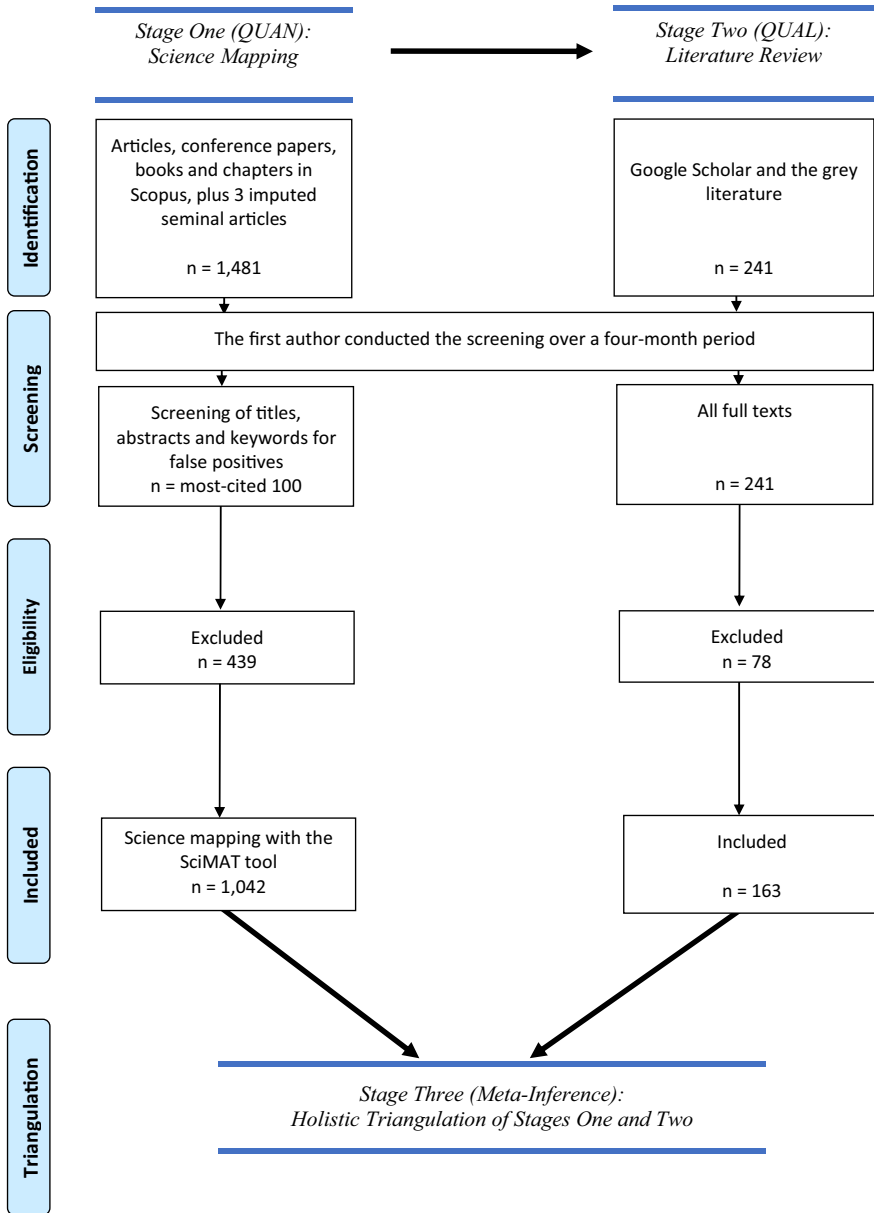 Stage One (QUAN):
Science Mapping
Stage Two (QUAL):
Literature Review
Identification
Articles, conference papers,
books and chapters in
Scopus, plus 3 imputed
seminal articles
n = 1,481
Google Scholar and the grey
literature
n = 241
Screening
The first author conducted the screening over a four-month period
Screening of titles,
abstracts and keywords for
false positives
n = most-cited 100
All full texts
n = 241
Eligibility
Excluded
n = 439
Excluded
n = 78
Included
Science mapping with the
SciMAT tool
n = 1,042
Included
n = 163
Triangulation
Stage Three (Meta-Inference):
Holistic Triangulation of Stages One and Two